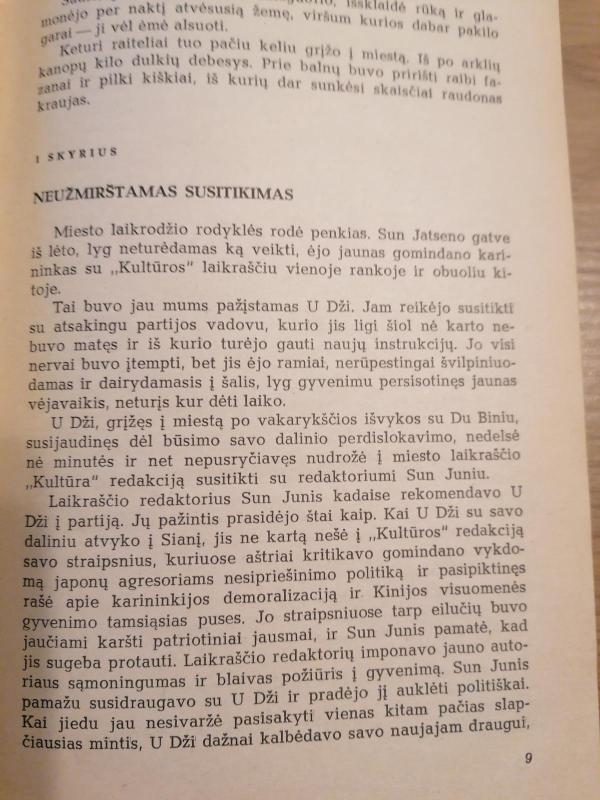 išsklaidė rūką ir gla-
monėjo per naktį atvėsusią žemę, viršum kurios dabar pakilo
garai — ji vėl ėmė alsuoti.
Keturi raiteliai tuo pačiu keliu grįžo į miestą. Iš po arklių
kanopų kilo dulkių debesys. Prie balnų buvo pririšti raibi fa-
zanai ir pilki kiškiai, iš kurių dar sunkėsi skaisčiai raudonas
kraujas.
I SKYRIUS
NEUŽMIRŠTAMAS SUSITIKIMAS
Miesto laikrodžio rodyklės rodė penkias. Sun Jatseno gatve
iš lėto, lyg neturėdamas ką veikti, ėjo jaunas gomindano kari-
ninkas su „Kultūros" laikraščiu vienoje rankoje ir obuoliu ki-
toje.
Tai buvo jau mums pažįstamas U Dži. Jam reikėjo susitikti
su atsakingu partijos vadovu, kurio jis ligi šiol nė karto ne-
buvo matęs ir iš kurio turėjo gauti naujų instrukcijų. Jo visi
nervai buvo įtempti, bet jis ėjo ramiai, nerūpestingai švilpiniuo-
damas ir dairydamasis į šalis, lyg gyvenimu persisotinęs jaunas
vėjavaikis, neturįs kur dėti laiko.
U Dži, grįžęs į miestą po vakarykščios išvykos su Du Biniu,
susijaudinęs dėl būsimo savo dalinio perdislokavimo, nedelsė
nė minutės ir net nepusryčiavęs nudrožė į miesto laikraščio
„Kultūra" redakciją susitikti su redaktoriumi Sun Juniu.
Laikraščio redaktorius Sun Junis kadaise rekomendavo U
Dži į partiją. Jų pažintis prasidėjo štai kaip. Kai U Dži su savo
daliniu atvyko į Sianį, jis ne kartą nešė į „Kultūros" redakciją
savo straipsnius, kuriuose aštriai kritikavo gomindano vykdo-
mą japonų agresoriams nesipriešinimo politiką ir pasipiktinęs
rašė apie karininkijos demoralizaciją ir Kinijos visuomenės
gyvenimo tamsiąsias puses. Jo straipsniuose tarp eilučių buvo
jaučiami karšti patriotiniai jausmai, ir Sun Junis pamatė, kad
jis sugeba protauti. Laikraščio redaktorių imponavo jauno auto-
riaus sąmoningumas ir blaivas požiūris į gyvenimą. Sun Junis
pamažu susidraugavo su U Dži ir pradėjo jį auklėti politiškai.
Kai jiedu jau nesivaržė pasisakyti vienas kitam pačias slap-
čiausias mintis, U Dži dažnai kalbėdavo savo naujajam draugui,
9